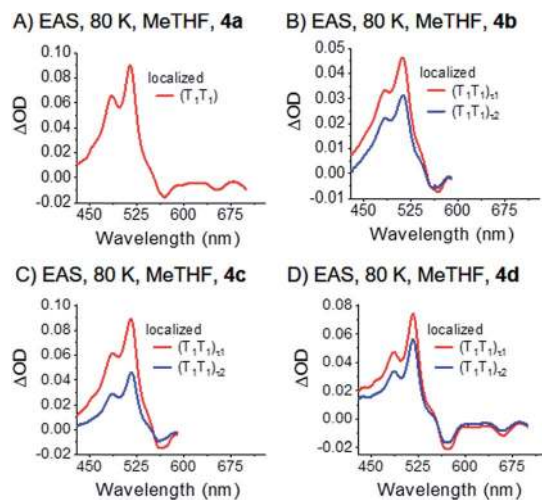 A) EAS, 80 K, MeTHF, 4a
0.10
0.08
0.06
0.04
0.02
0.00
-0.02
ΔOD
localized
(T₁T₁)
450 525 600 675
Wavelength (nm)
B) EAS, 80 K, MeTHF, 4b
0.05
0.04
0.03
0.02
0.01
0.00
-0.01
ΔOD
localized
(T₁T₁)τ1
(T₁T₁)τ2
450 525 600 675
Wavelength (nm)
C) EAS, 80 K, MeTHF, 4c
0.10
0.08
0.06
0.04
0.02
0.00
-0.02
ΔOD
localized
(T₁T₁)τ1
(T₁T₁)τ2
450 525 600 675
Wavelength (nm)
D) EAS, 80 K, MeTHF, 4d
0.08
0.06
0.04
0.02
0.00
-0.02
ΔOD
localized
(T₁T₁)τ1
(T₁T₁)τ2
450 525 600 675
Wavelength (nm)